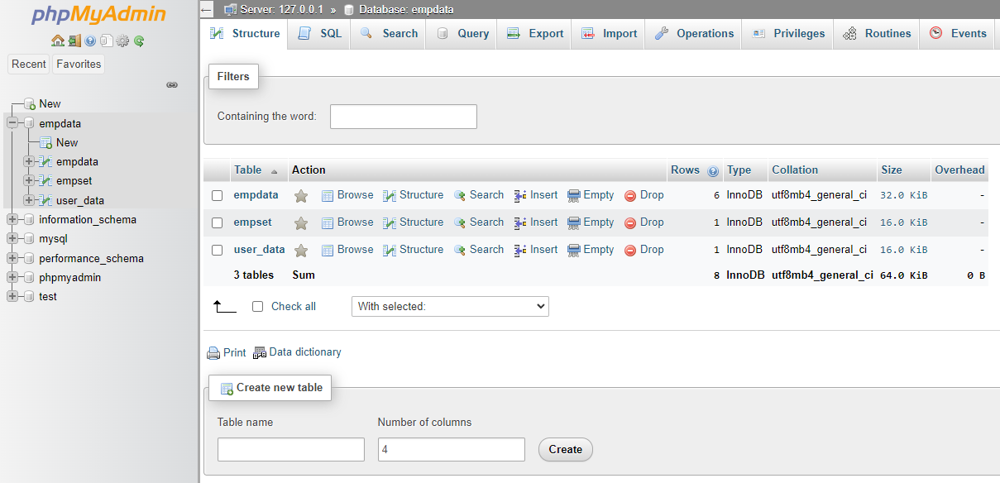 phpMyAdmin
Recent Favorites
New
empdata
New
empdata
empset
user_data
information_schema
mysql
performance_schema
phpmyadmin
test
← Server: 127.0.0.1 » Database: empdata
Structure SQL Search Query Export Import Operations Privileges Routines Events
Filters
Containing the word:
Table Action Rows Type Collation Size Overhead
empdata Browse Structure Search Insert Empty Drop 6 InnoDB utf8mb4_general_ci 32.0 KiB -
empset Browse Structure Search Insert Empty Drop 1 InnoDB utf8mb4_general_ci 16.0 KiB -
user_data Browse Structure Search Insert Empty Drop 1 InnoDB utf8mb4_general_ci 16.0 KiB -
3 tables Sum 8 InnoDB utf8mb4_general_ci 64.0 KiB 0 B
Check all With selected:
Print Data dictionary
Create new table
Table name Number of columns
4 Create